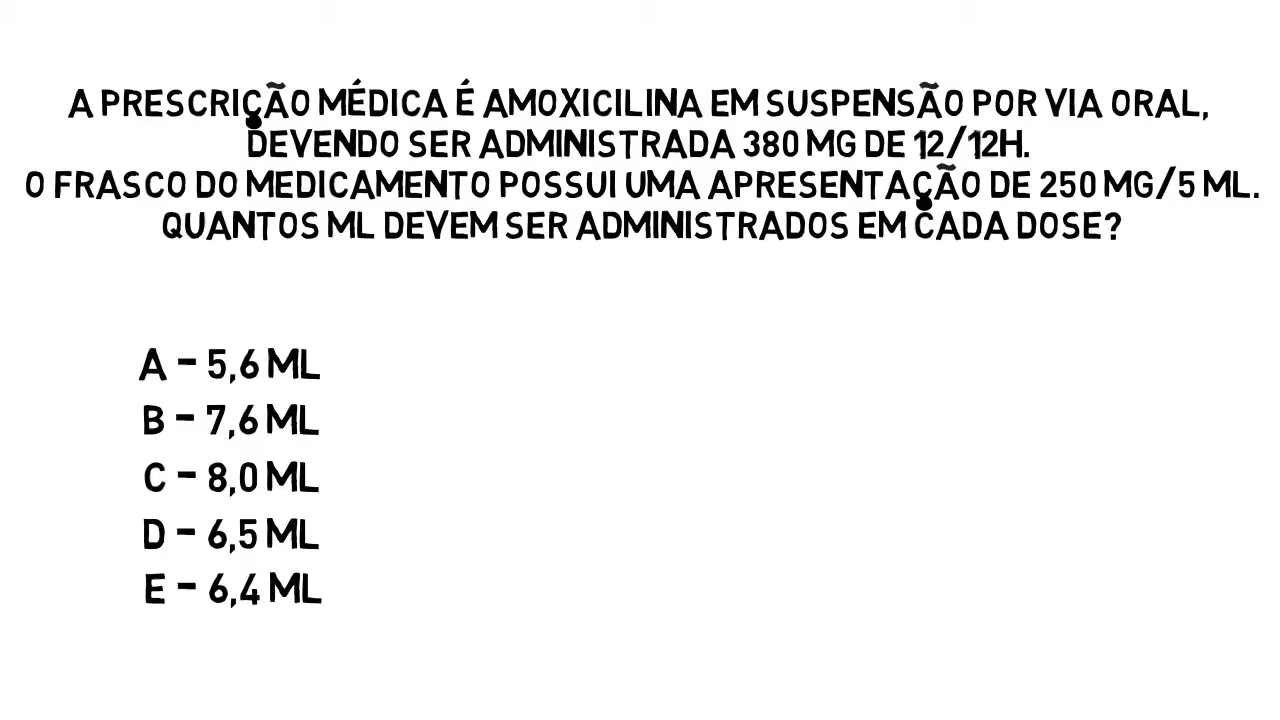 A PRESCRIÇÃO MÉDICA É AMOXICILINA EM SUSPENSÃO POR VIA ORAL,
DEVENDO SER ADMINISTRADA 380 MG DE 12/12H.
O FRASCO DO MEDICAMENTO POSSUI UMA APRESENTAÇÃO DE 250 MG/5 ML.
QUANTOS ML DEVEM SER ADMINISTRADOS EM CADA DOSE?
A - 5,6 ML
B - 7,6 ML
C - 8,0 ML
D - 6,5 ML
E - 6,4 ML